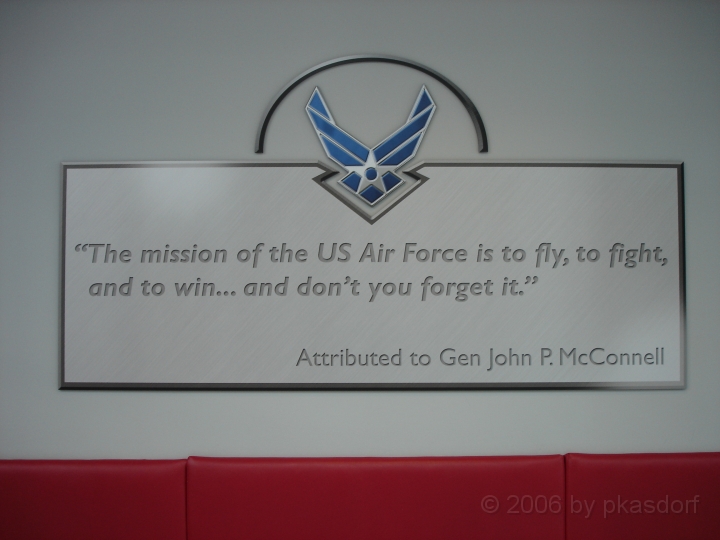 “The mission of the US Air Force is to fly, to fight,
and to win... and don’t you forget it.”
Attributed to Gen John P. McConnell
© 2006 by pkasdorf